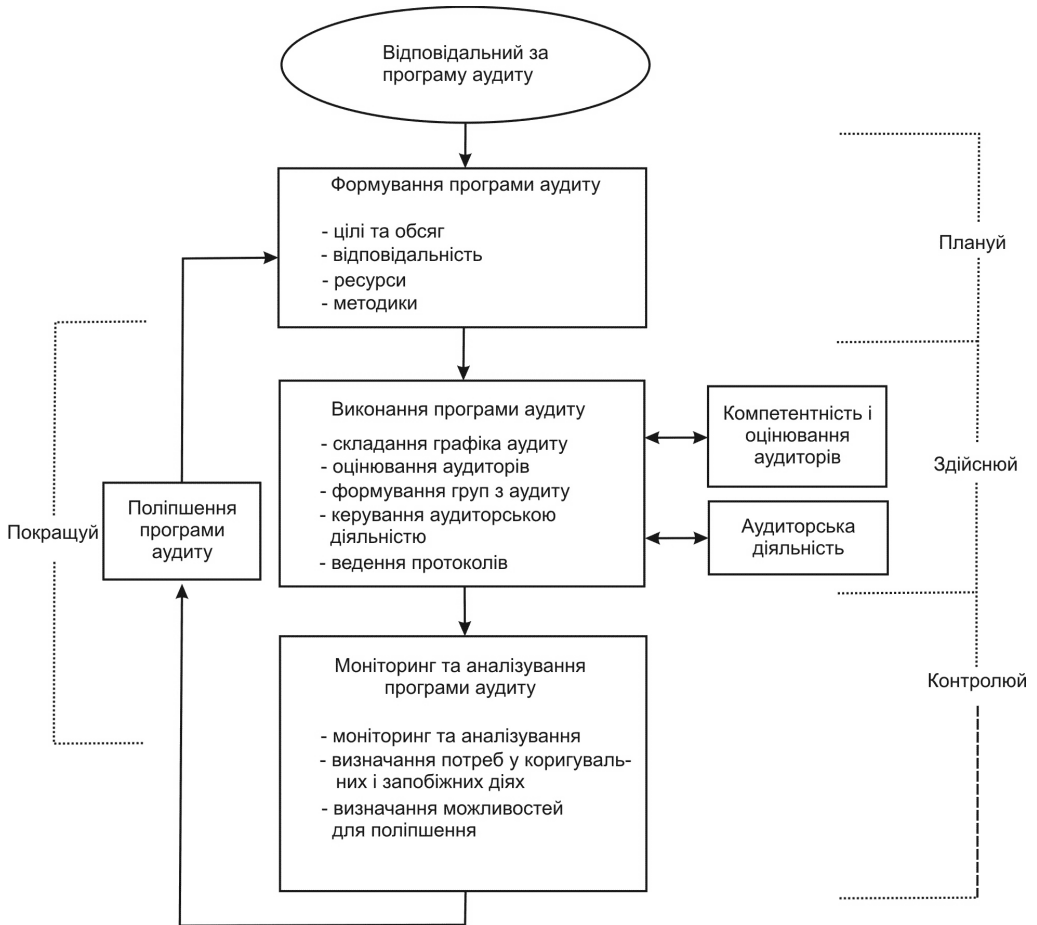 Відповідальний за
програму аудиту
Формування програми аудиту
- цілі та обсяг
- відповідальність
- ресурси
- методики
Плануй
Виконання програми аудиту
- складання графіка аудиту
- оцінювання аудиторів
- формування груп з аудиту
- керування аудиторською
діяльністю
- ведення протоколів
Компетентність і
оцінювання
аудиторів
Аудиторська
діяльність
Здійснюй
Покращуй
Поліпшення
програми
аудиту
Моніторинг та аналізування
програми аудиту
- моніторинг та аналізування
- визначання потреб у коригуваль-
них і запобіжних діях
- визначання можливостей
для поліпшення
Контролюй